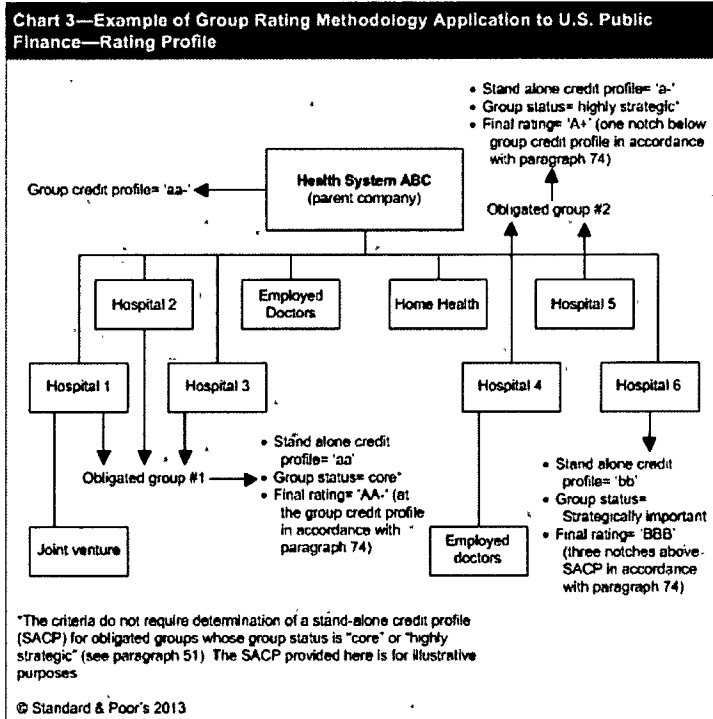 Chart 3—Example of Group Rating Methodology Application to U.S. Public
Finance—Rating Profile
• Stand alone credit profile= 'a-'
• Group status= highly strategic*
• Final rating= 'A+' (one notch below
group credit profile in accordance
with paragraph 74)
Group credit profile= 'aa-'
Health System ABC
(parent company)
Obligated group #2
Hospital 2
Employed
Doctors
Home Health
Hospital 5
Hospital 1
Hospital 3
Hospital 4
Hospital 6
Obligated group #1
• Stand alone credit
profile= 'aa'
• Group status= core*
• Final rating= 'AA-' (at
the group credit profile
in accordance with
paragraph 74)
• Stand alone credit
profile= 'bb'
• Group status=
Strategically important
• Final rating= 'BBB'
(three notches above
SACP in accordance
with paragraph 74)
Joint venture
Employed
doctors
*The criteria do not require determination of a stand-alone credit profile
(SACP) for obligated groups whose group status is "core" or "highly
strategic" (see paragraph 51) The SACP provided here is for illustrative
purposes
© Standard & Poor's 2013